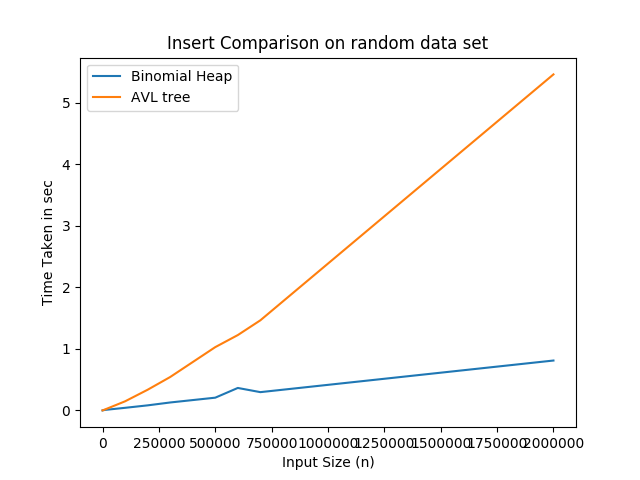 Insert Comparison on random data set
Binomial Heap
AVL tree
Time Taken in sec
5
4
3
2
1
0
0 250000 500000 750000 1000000 1250000 1500000 1750000 2000000
Input Size (n)